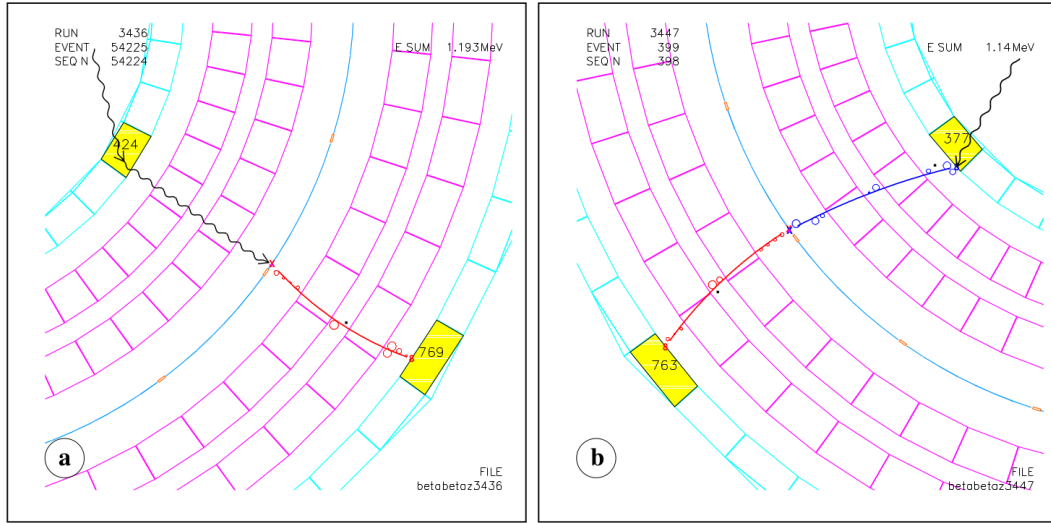 RUN 3436
EVENT 54225
SEQ N 54224
E SUM 1.193MeV
424
769
a
FILE
betabetaz3436
RUN 3447
EVENT 399
SEQ N 398
E SUM 1.14MeV
377
763
b
FILE
betabetaz3447